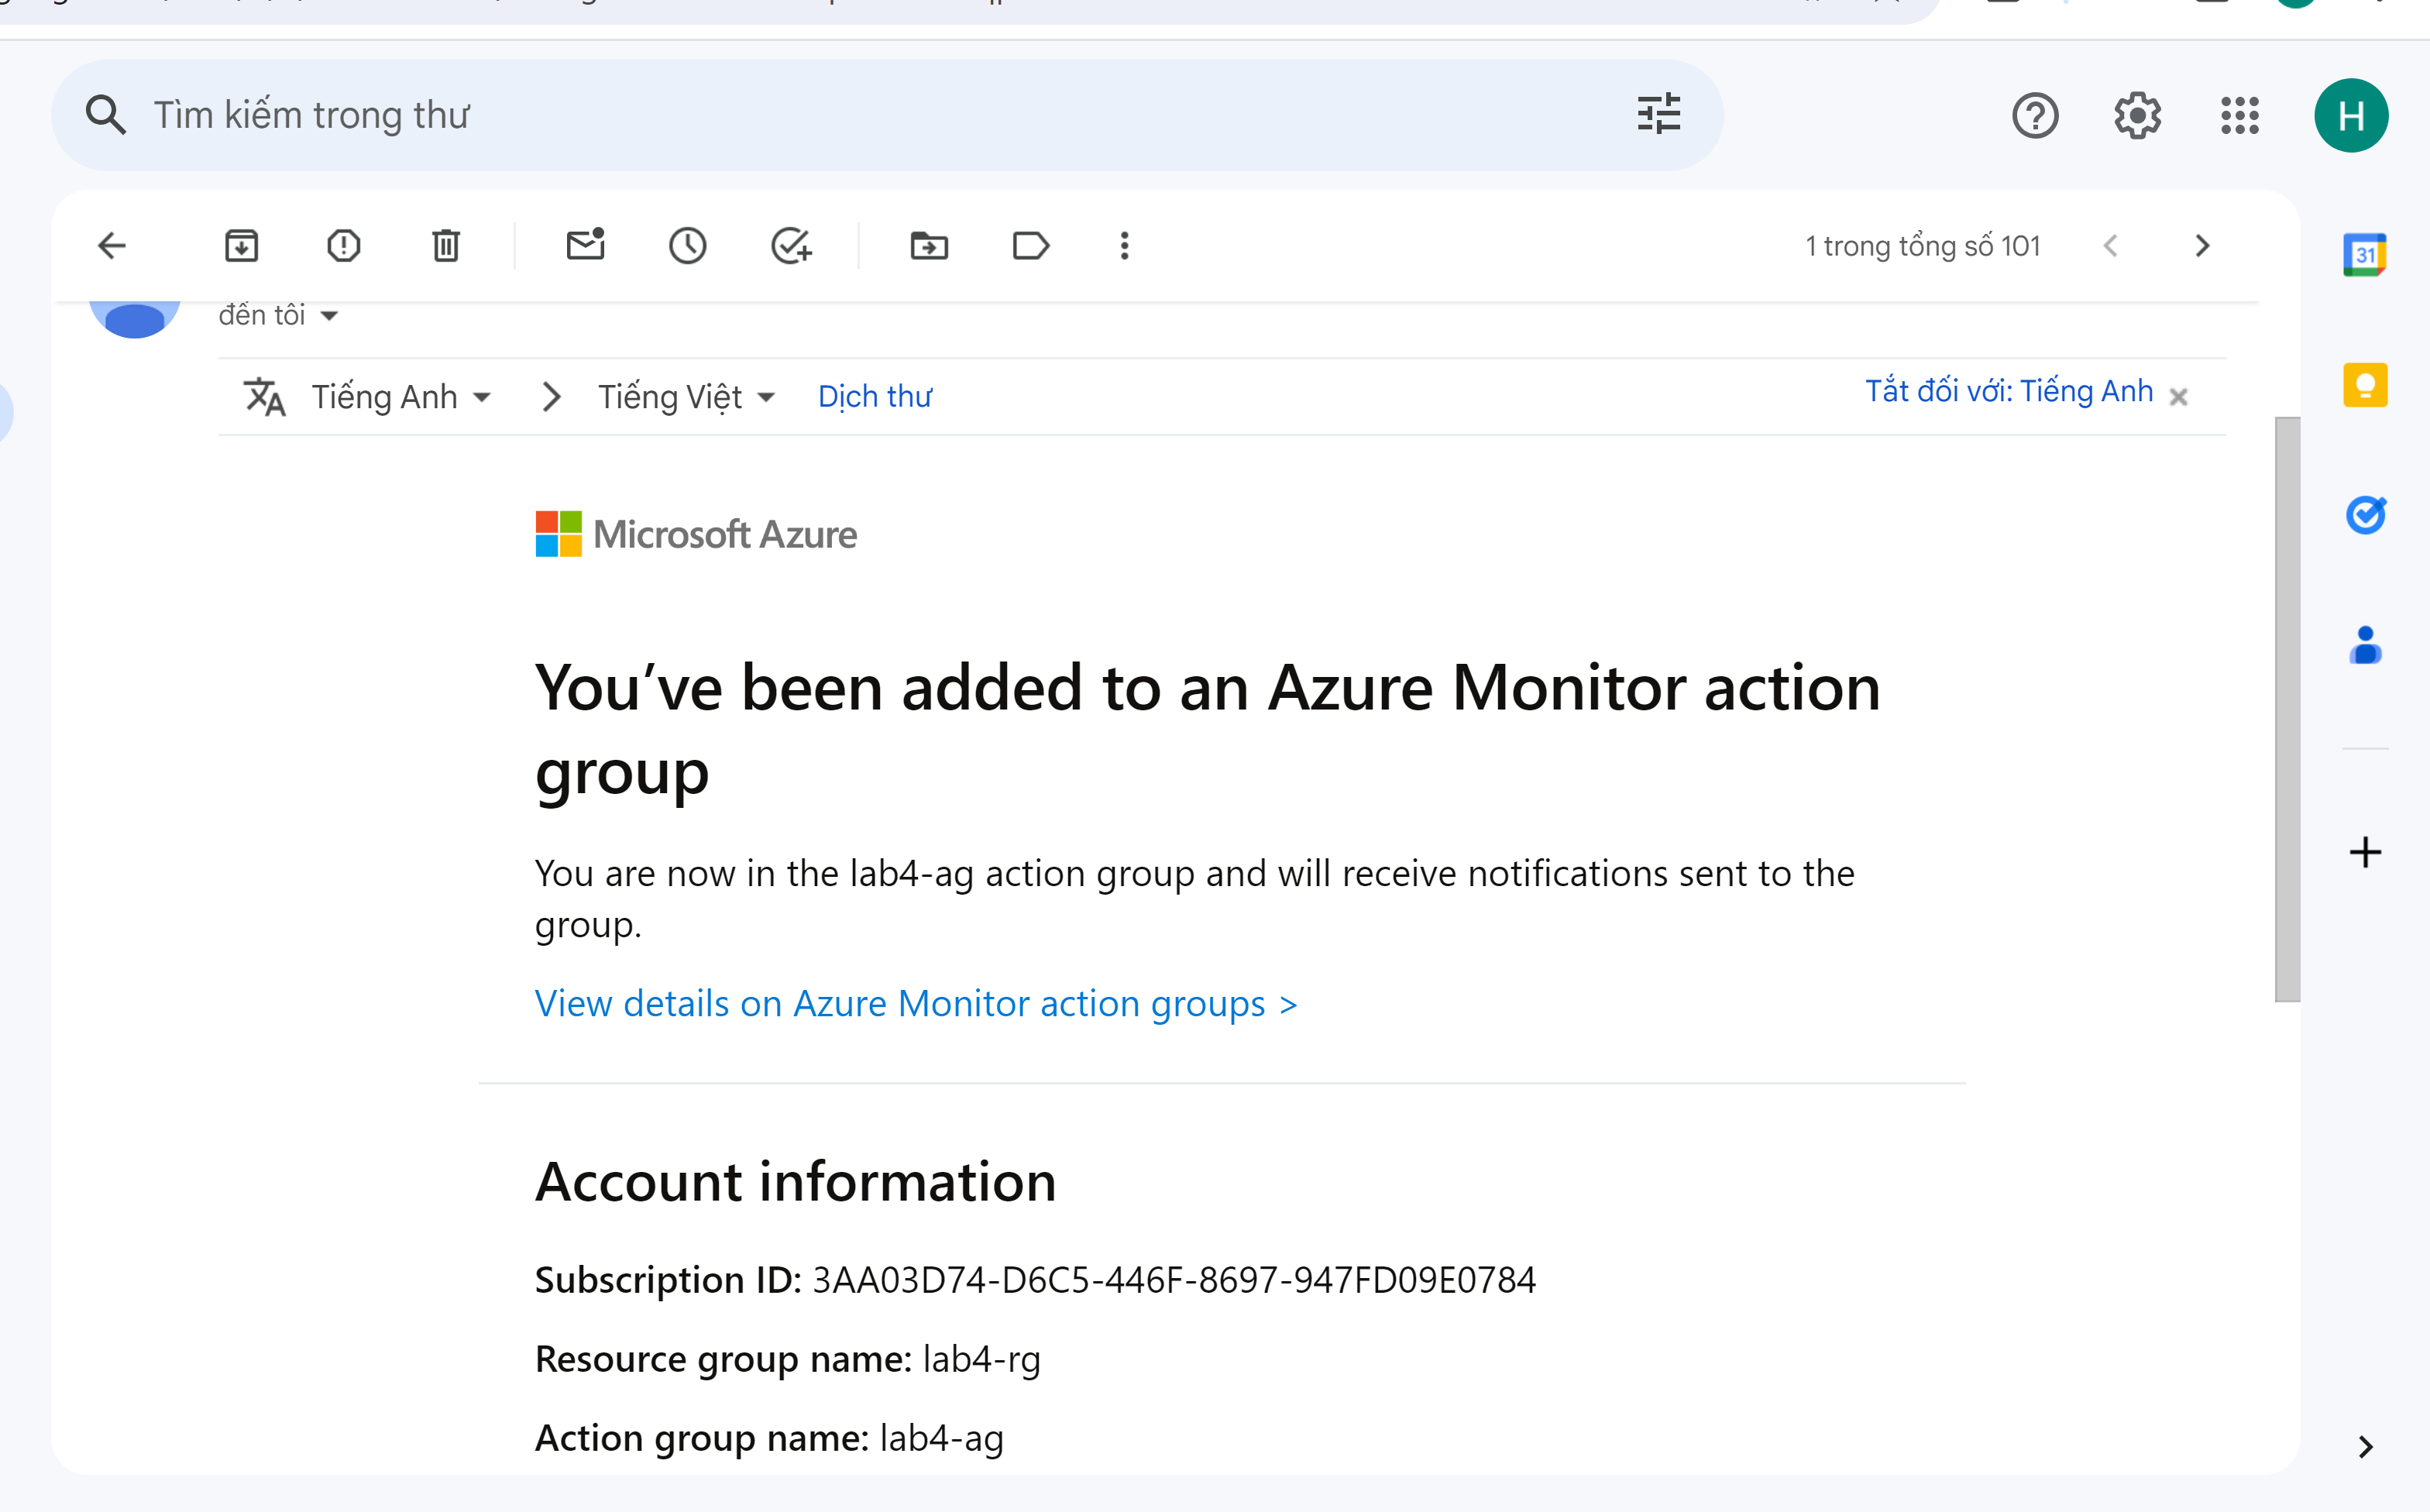 Tìm kiếm trong thư
H
1 trong tổng số 101
31
đến tôi
Tiếng Anh
Tiếng Việt
Dịch thư
Tắt đối với: Tiếng Anh
Microsoft Azure
You’ve been added to an Azure Monitor action
group
You are now in the lab4-ag action group and will receive notifications sent to the
group.
View details on Azure Monitor action groups >
Account information
Subscription ID: 3AA03D74-D6C5-446F-8697-947FD09E0784
Resource group name: lab4-rg
Action group name: lab4-ag